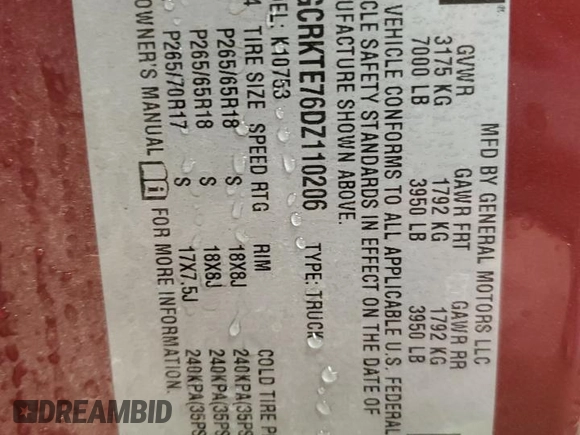 MFD BY GENERAL MOTORS LLC
GVWR GAWR FRT GAWR RR
3175 KG 1792 KG 1792 KG
7000 LB 3950 LB 3950 LB
VEHICLE CONFORMS TO ALL APPLICABLE U.S. FEDERAL
CLE SAFETY STANDARDS IN EFFECT ON THE DATE OF
UFACTURE SHOWN ABOVE.
GCRKTE76DZ110206 TYPE: TRUCK
DEL: K10753
TIRE SIZE SPEED RTG RIM COLD TIRE P
P265/65R18 S 18X8J 240KPA(35PS
P265/65R18 S 18X8J 240KPA(35PS
P265/70R17 S 17X7.5J 240KPA(35PS
OWNER'S MANUAL FOR MORE INFORMATION.
DREAMBID